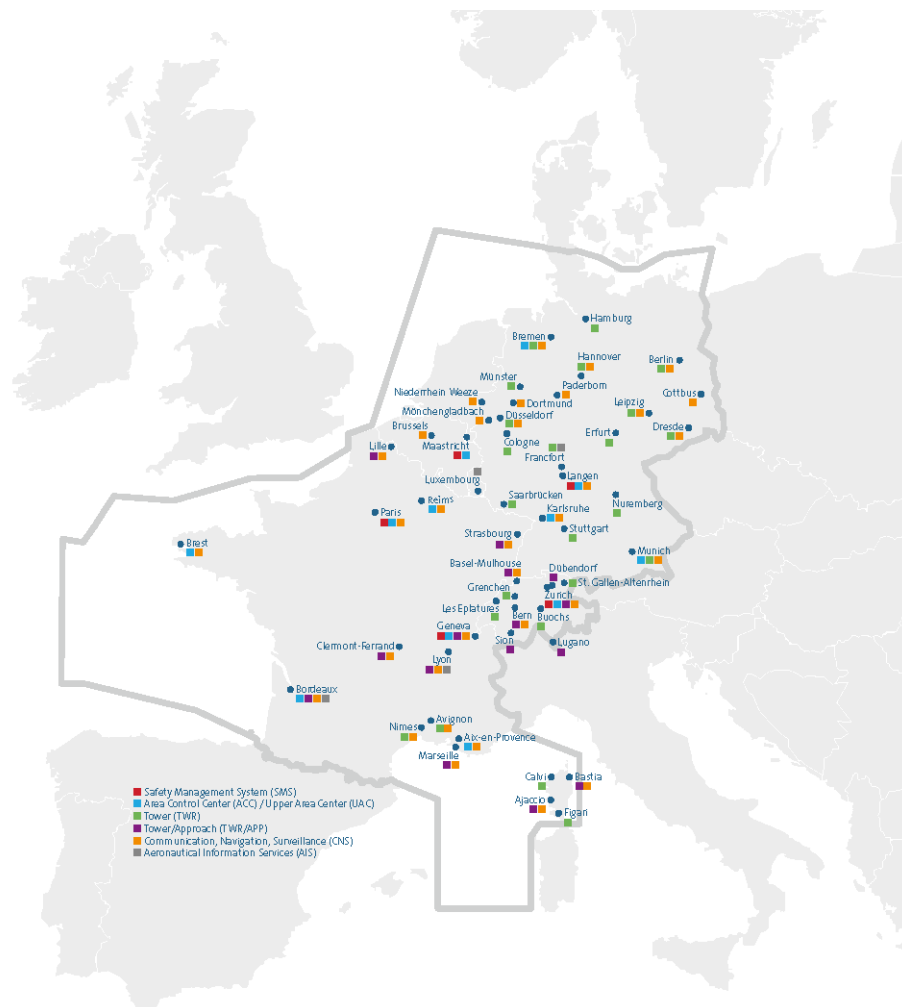 Hamburg
Bremen
Hannover
Berlin
Münster
Paderborn
Cottbus
Niederrhein Weeze
Dortmund
Leipzig
Mönchengladbach
Düsseldorf
Brussels
Dresde
Erfurt
Lille
Maastricht
Cologne
Francfort
Langen
Luxembourg
Saarbrücken
Nuremberg
Reims
Karlsruhe
Paris
Stuttgart
Strasbourg
Brest
Munich
Basel-Mulhouse
Dübendorf
St. Gallen-Altenrhein
Grenchen
Zürich
Les Eplatures
Bern
Buochs
Geneva
Sion
Lugano
Clermont-Ferrand
Lyon
Bordeaux
Avignon
Nimes
Aix-en-Provence
Marseille
Calvi
Bastia
Ajaccio
Figari
Safety Management System (SMS)
Area Control Center (ACC) / Upper Area Center (UAC)
Tower (TWR)
Tower/Approach (TWR/APP)
Communication, Navigation, Surveillance (CNS)
Aeronautical Information Services (AIS)